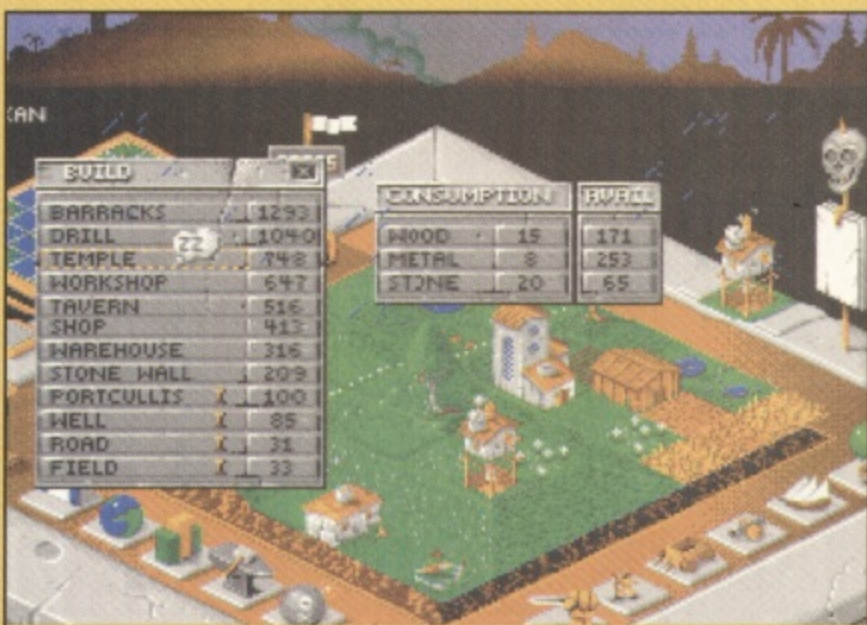 KAN
BUILD
BARRACKS 1293
DRILL 1040
ZZ
TEMPLE 748
WORKSHOP 647
TAVERN 516
SHOP 413
WAREHOUSE 316
STONE WALL 209
PORTCULLIS 100
WELL 85
ROAD 31
FIELD 33
CONSUMPTION AVAIL
WOOD 15 171
METAL 8 253
STONE 20 65